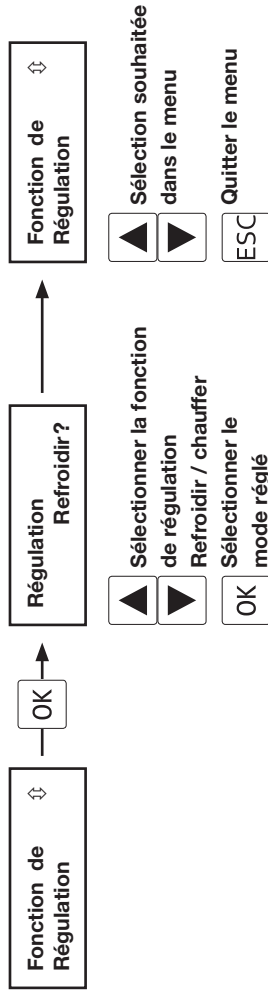 Fonction de ⇕
Régulation
OK
Régulation
Refroidir?
Sélectionner la fonction
de régulation
Refroidir / chauffer
OK
Sélectionner le
mode réglé
Fonction de ⇕
Régulation
Sélection souhaitée
dans le menu
ESC
Quitter le menu